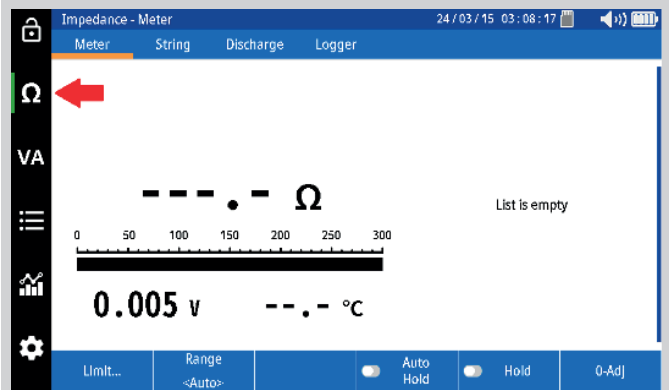 Impedance - Meter 24/03/15 03:08:17
Meter String Discharge Logger
Ω
VA
---.- Ω
List is empty
0 50 100 150 200 250 300
0.005 V --.- °C
Limit... Range <Auto> Auto Hold Hold 0-Adj